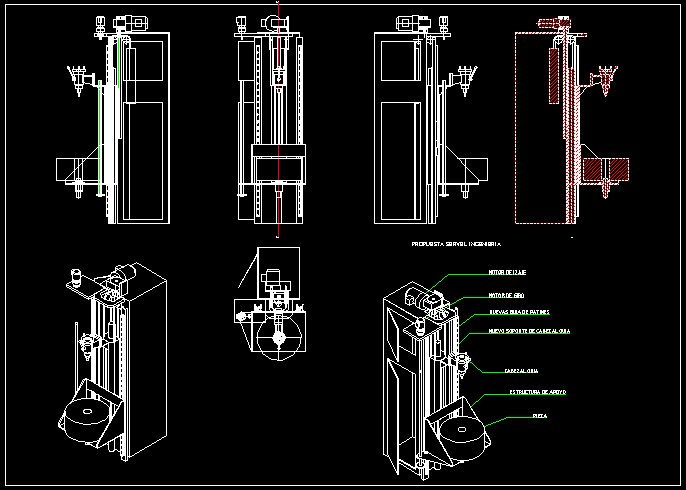 PROPUESTA SERVEL INGENIERIA
MOTOR DE IZAJE
MOTOR DE GIRO
NUEVAS GUIA DE PATINES
NUEVO SOPORTE DE CABEZAL GUIA
CABEZAL GUIA
ESTRUCTURA DE APOYO
PIEZA